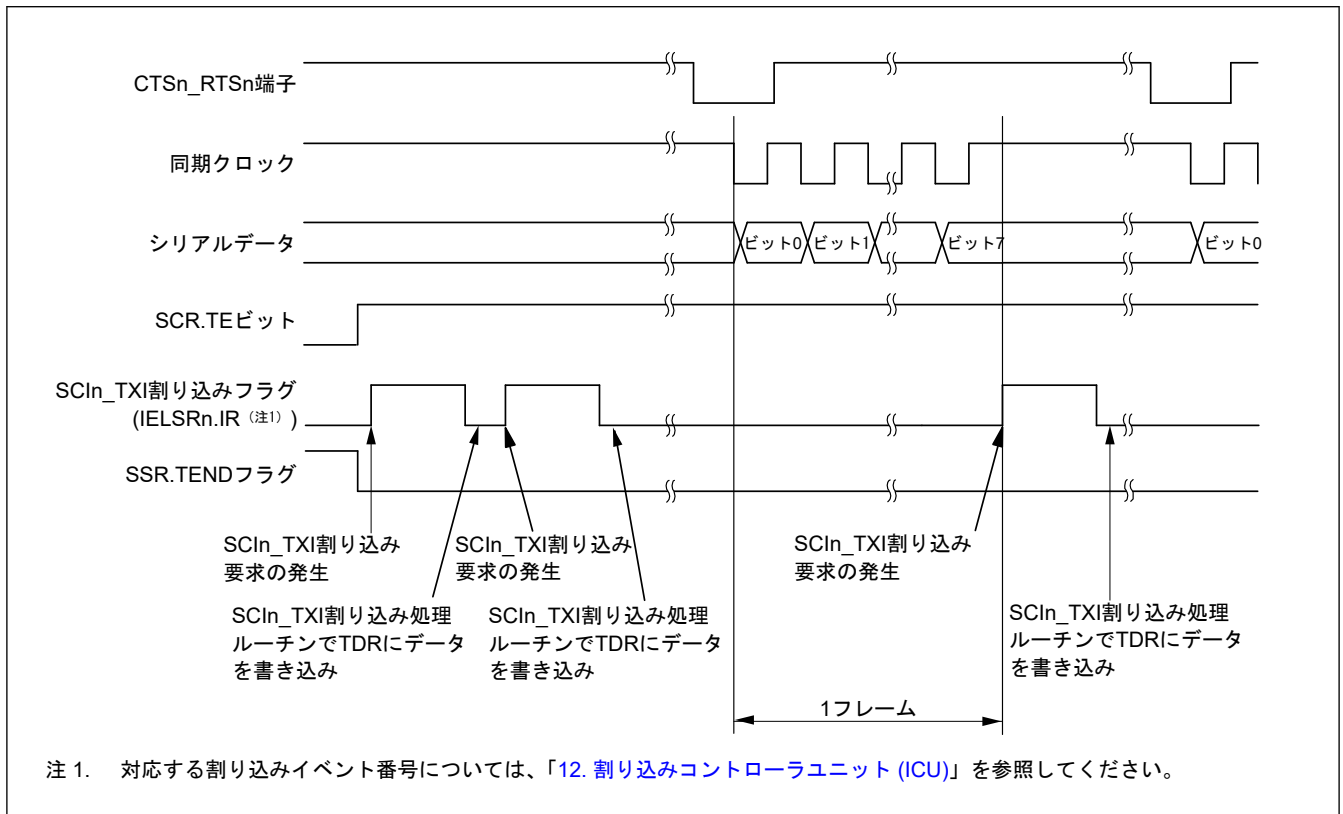 CTSn_RTSn端子
同期クロック
シリアルデータ
ビット0
ビット1
ビット7
ビット0
SCR.TEビット
SCIn_TXI割り込みフラグ
(IELSRn.IR（注1）)
SSR.TENDフラグ
SCIn_TXI割り込み
要求の発生
SCIn_TXI割り込み
要求の発生
SCIn_TXI割り込み
要求の発生
SCIn_TXI割り込み処理
ルーチンでTDRにデータ
を書き込み
SCIn_TXI割り込み処理
ルーチンでTDRにデータ
を書き込み
SCIn_TXI割り込み処理
ルーチンでTDRにデータ
を書き込み
1フレーム
注 1. 対応する割り込みイベント番号については、「12. 割り込みコントローラユニット (ICU)」を参照してください。